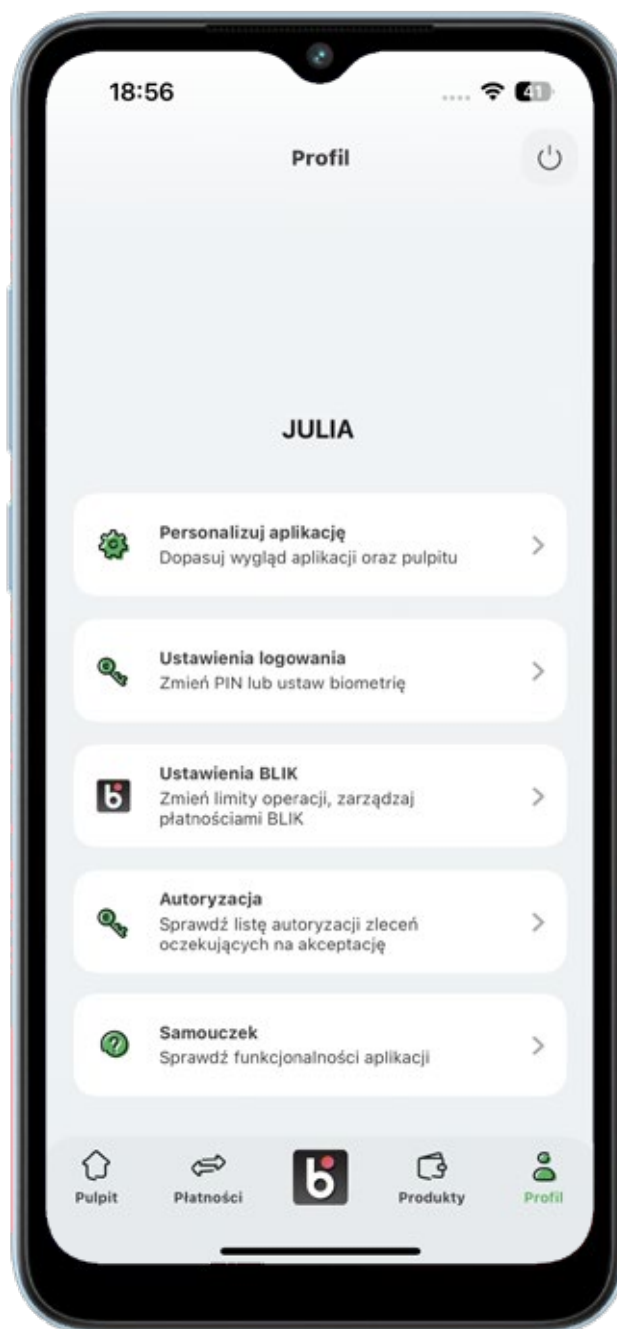 18:56
41
Profil
JULIA
Personalizuj aplikację
Dopasuj wygląd aplikacji oraz pulpitu
Ustawienia logowania
Zmień PIN lub ustaw biometrię
Ustawienia BLIK
Zmień limity operacji, zarządzaj
płatnościami BLIK
Autoryzacja
Sprawdź listę autoryzacji zleceń
oczekujących na akceptację
Samouczek
Sprawdź funkcjonalności aplikacji
Pulpit
Płatności
Produkty
Profil